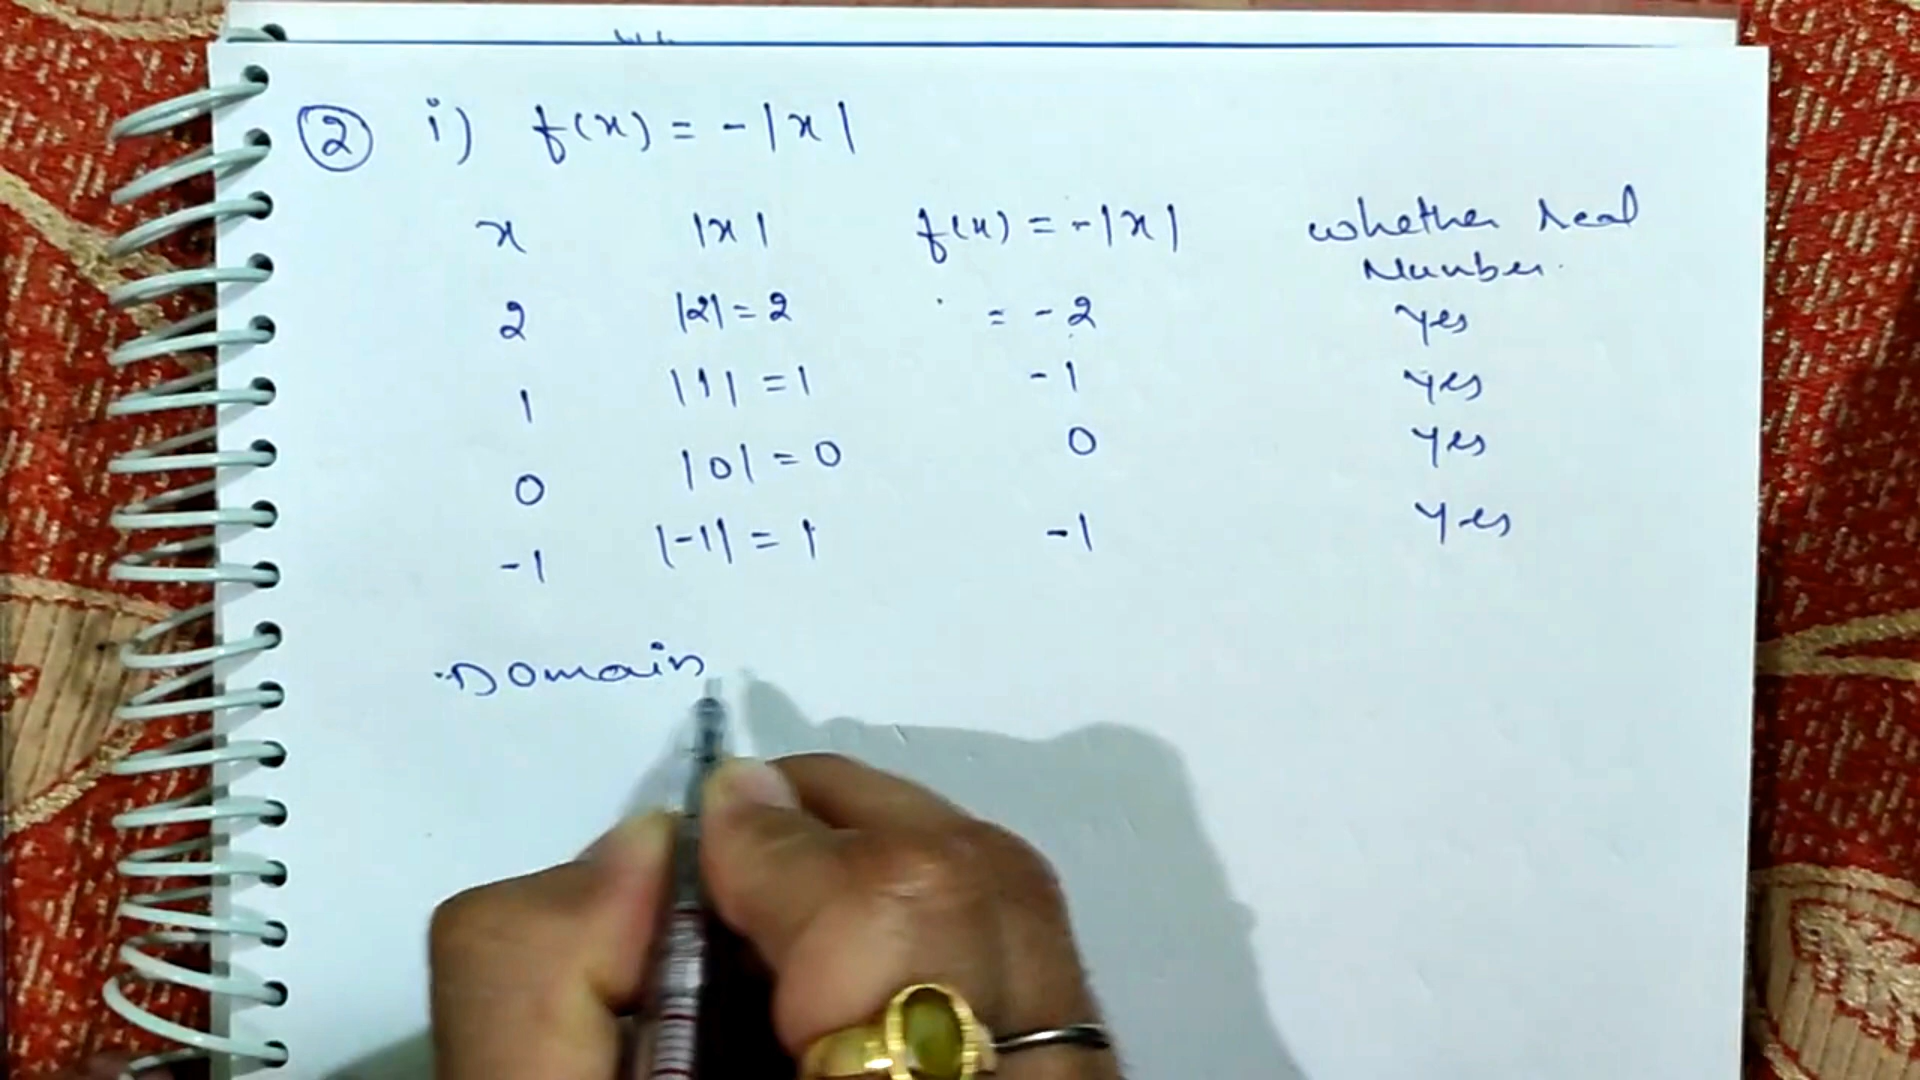 ② i) f(x) = -|x|
x |x| f(x) = -|x| whether real
Number.
2 |2| = 2 = -2 Yes
1 |1| = 1 -1 Yes
0 |0| = 0 0 Yes
-1 |-1| = 1 -1 Yes
Domain